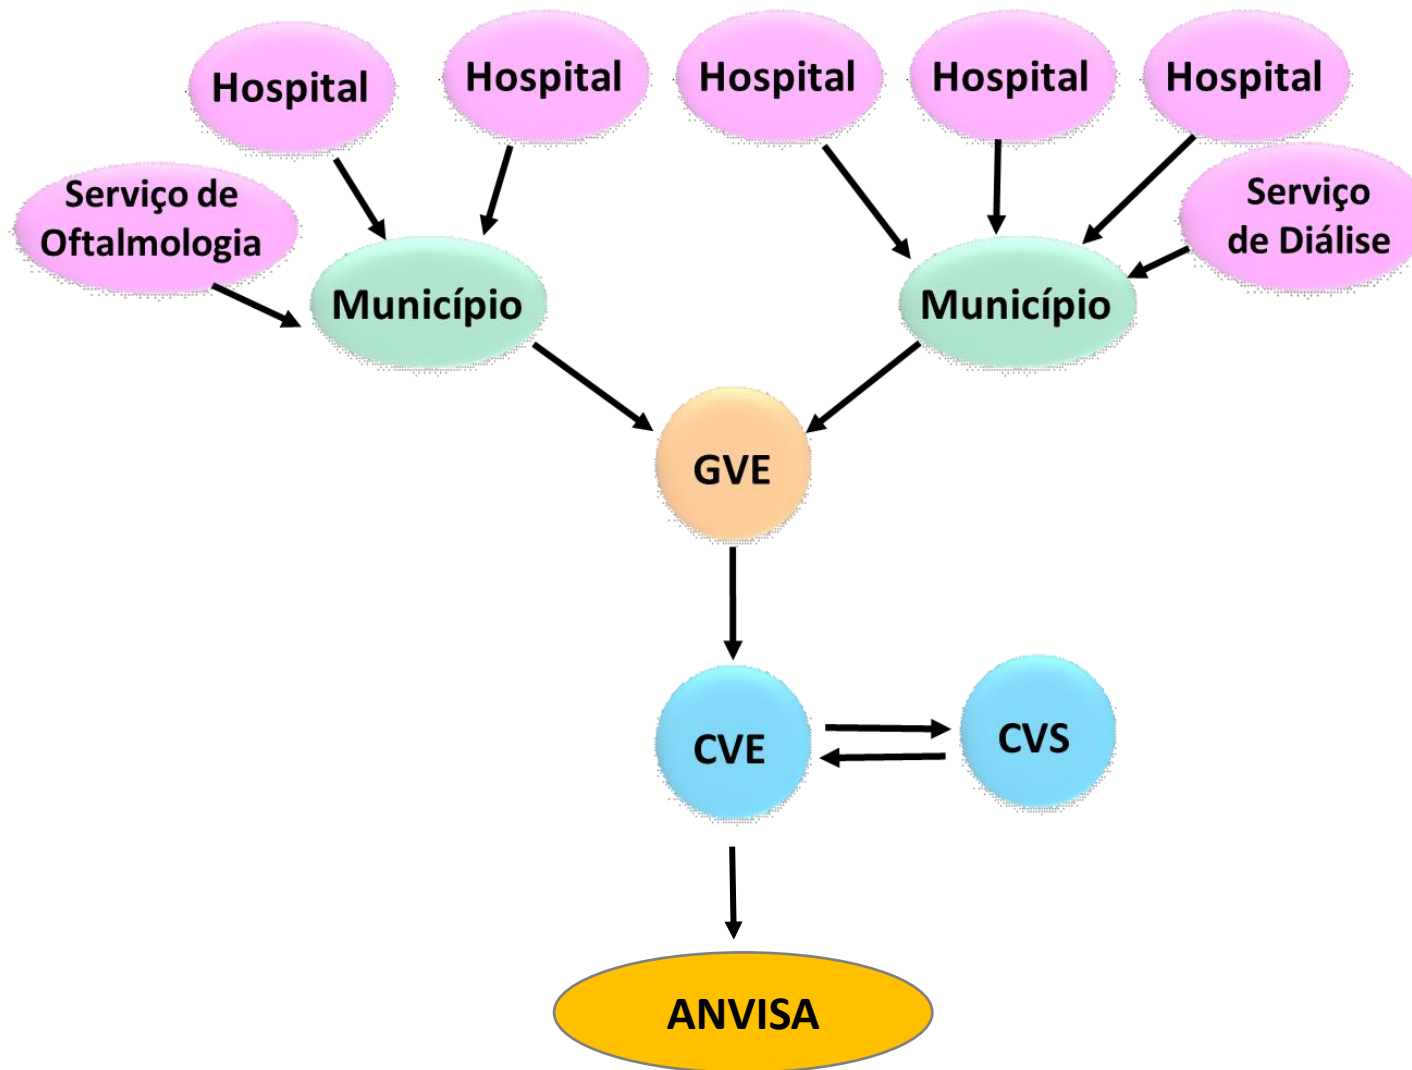 Hospital
Hospital
Hospital
Hospital
Hospital
Serviço de
Oftalmologia
Serviço
de Diálise
Município
Município
GVE
CVE
CVS
ANVISA